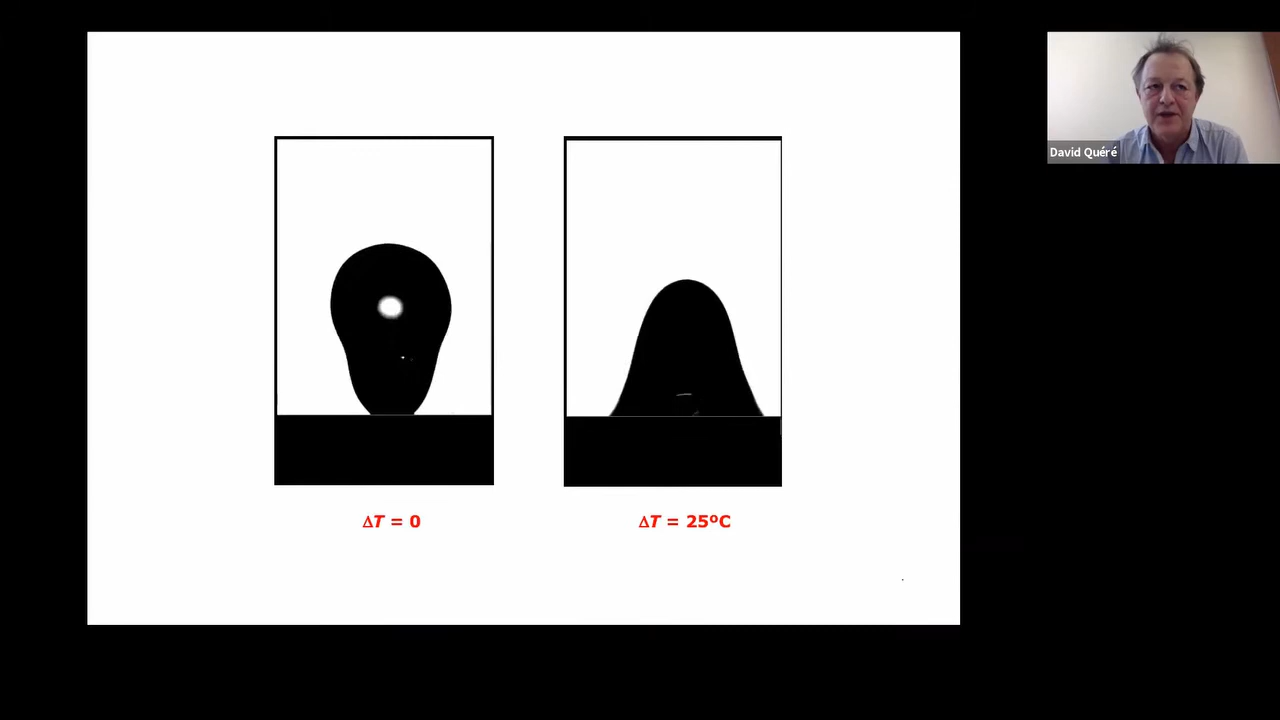 David Quéré
ΔT = 0
ΔT = 25ºC